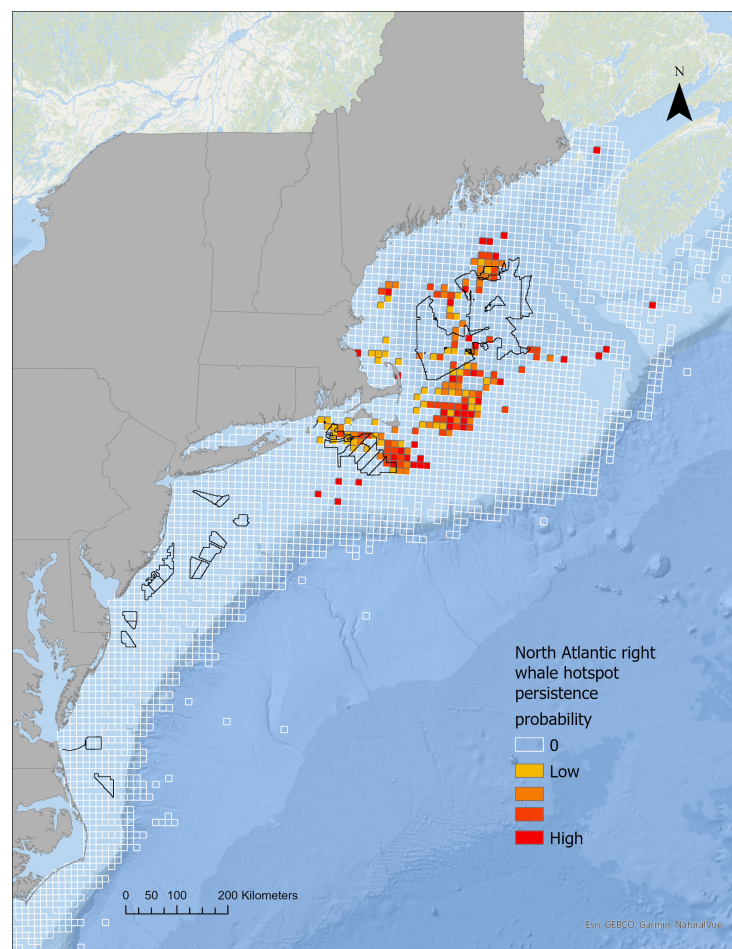 N
North Atlantic right
whale hotspot
persistence
probability
0
Low
High
0 50 100 200 Kilometers
Esri, GEBCO, Garmin, NaturalVue